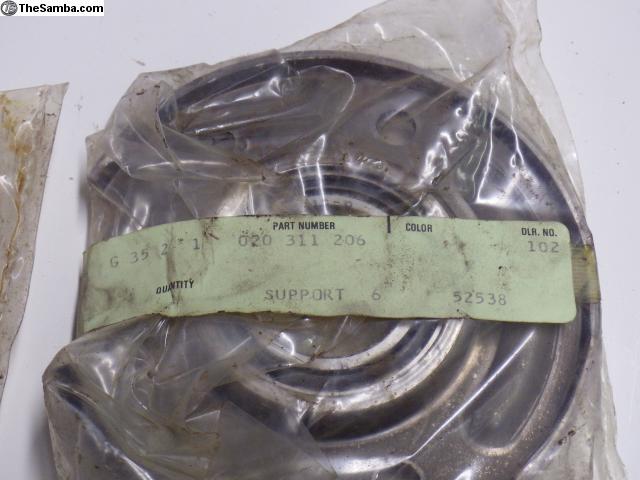 TheSamba.com
PART NUMBER COLOR DLR. NO.
G 35 2 1 020 311 206 102
QUANTITY
SUPPORT 6 52538